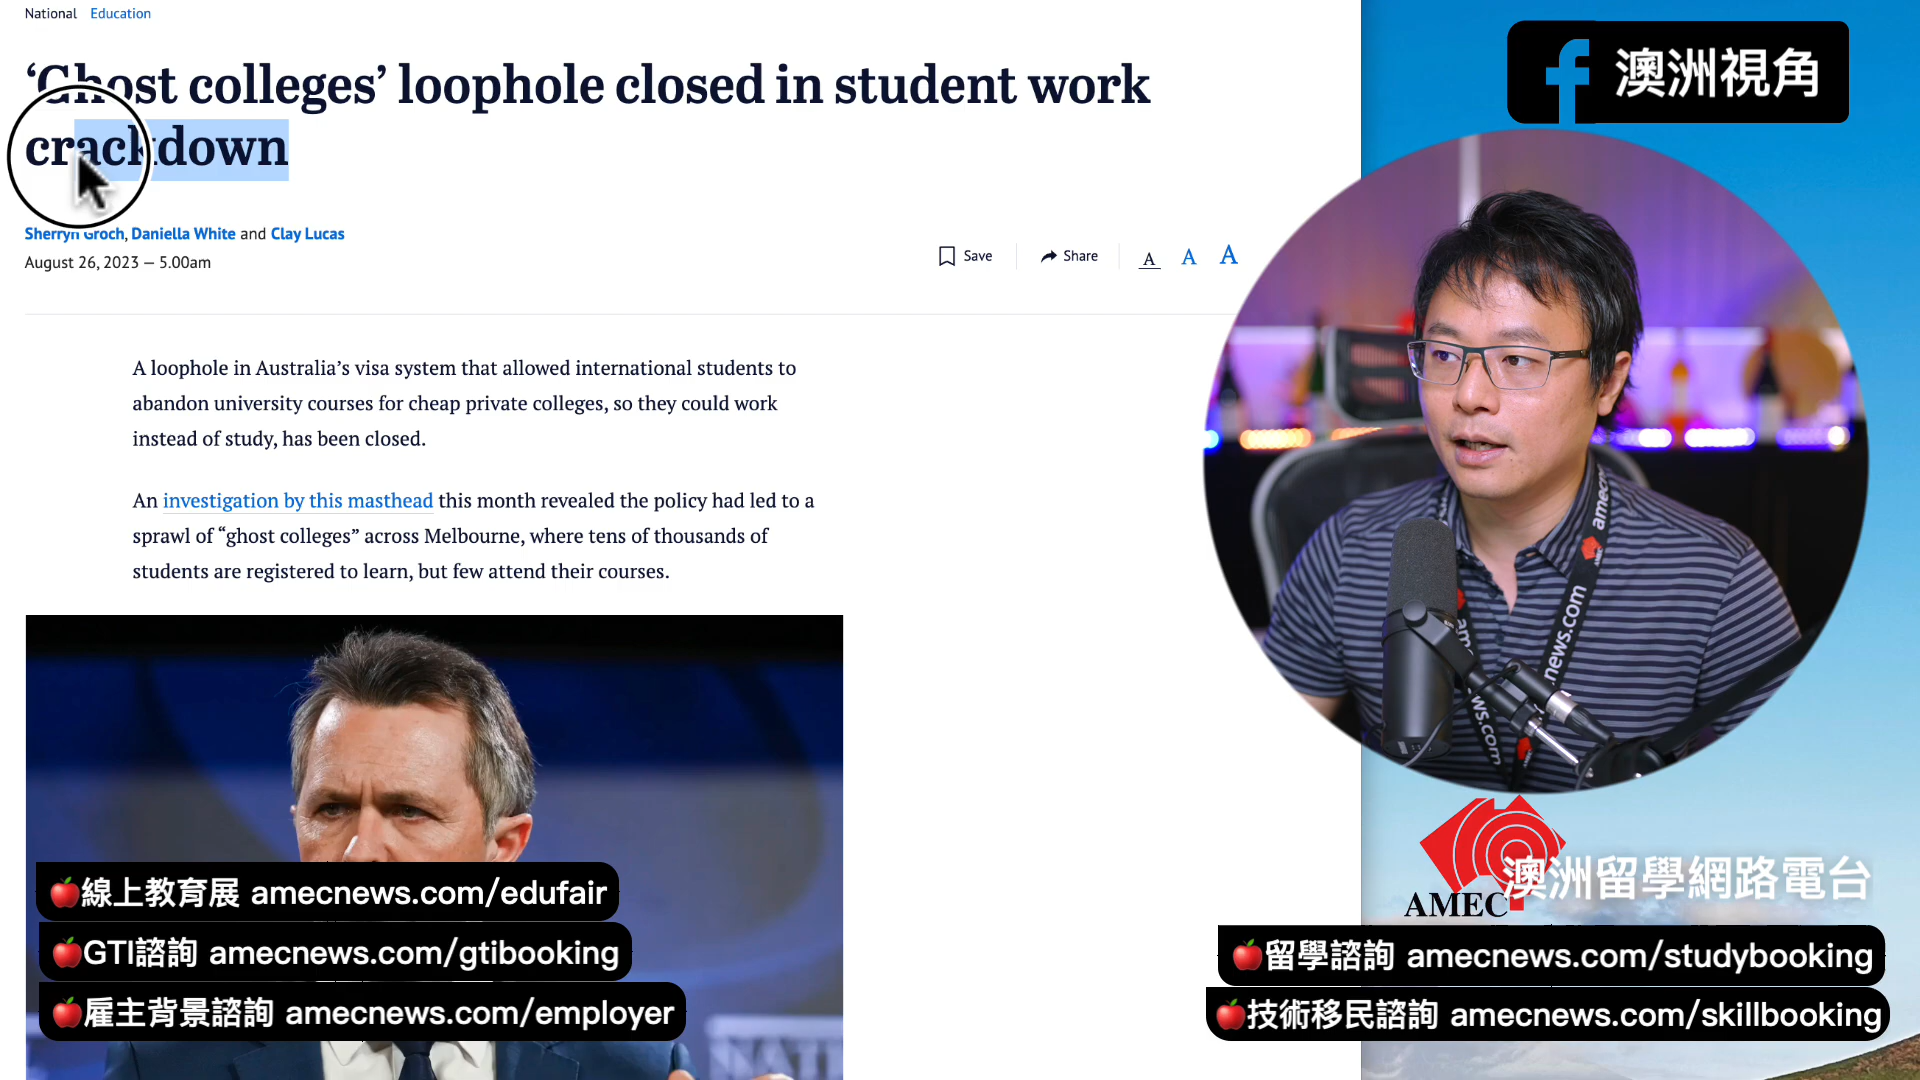 National Education
‘Ghost colleges’ loophole closed in student work
crackdown
Sherryn Groch, Daniella White and Clay Lucas
August 26, 2023 — 5.00am
Save
Share
A A A
A loophole in Australia’s visa system that allowed international students to
abandon university courses for cheap private colleges, so they could work
instead of study, has been closed.
An investigation by this masthead this month revealed the policy had led to a
sprawl of “ghost colleges” across Melbourne, where tens of thousands of
students are registered to learn, but few attend their courses.
🍎線上教育展 amecnews.com/edufair
🍎GTI諮詢 amecnews.com/gtibooking
🍎雇主背景諮詢 amecnews.com/employer
f 澳洲視角
amecn
news.com
am
ws.com
AMEC
澳洲留學網路電台
🍎留學諮詢 amecnews.com/studybooking
🍎技術移民諮詢 amecnews.com/skillbooking